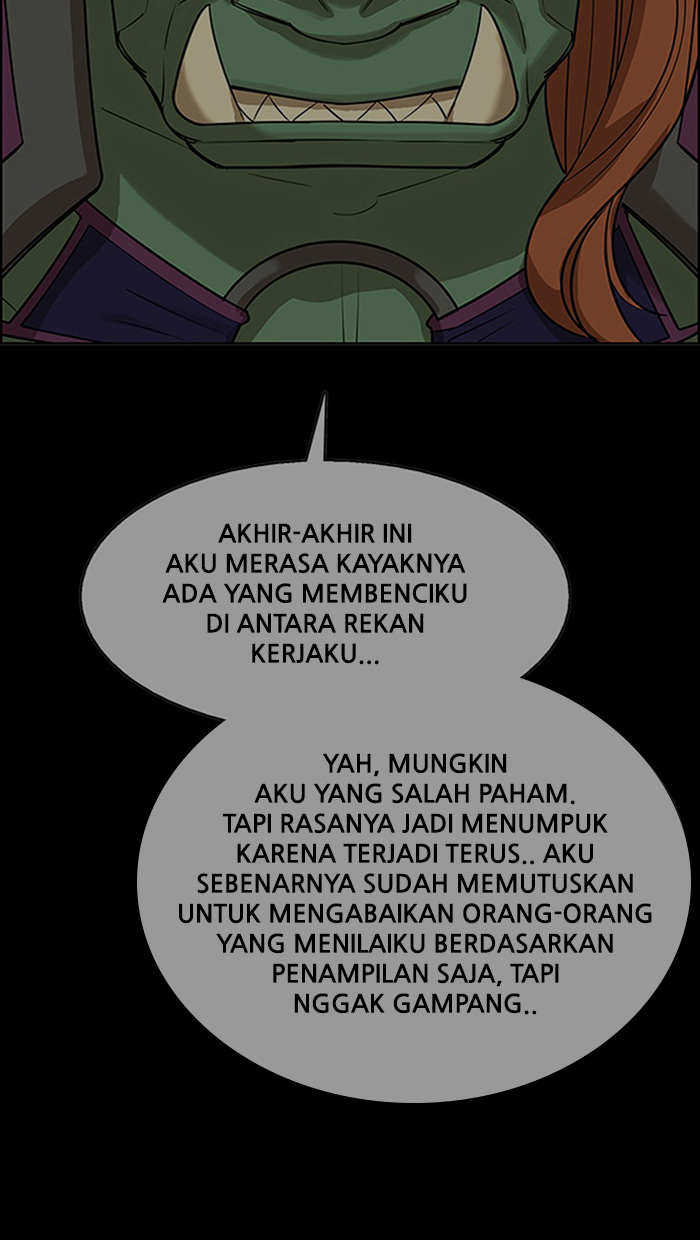 AKHIR-AKHIR INI
AKU MERASA KAYAKNYA
ADA YANG MEMBENCIKU
DI ANTARA REKAN
KERJAKU...
YAH, MUNGKIN
AKU YANG SALAH PAHAM.
TAPI RASANYA JADI MENUMPUK
KARENA TERJADI TERUS.. AKU
SEBENARNYA SUDAH MEMUTUSKAN
UNTUK MENGABAIKAN ORANG-ORANG
YANG MENILAIKU BERDASARKAN
PENAMPILAN SAJA, TAPI
NGGAK GAMPANG..